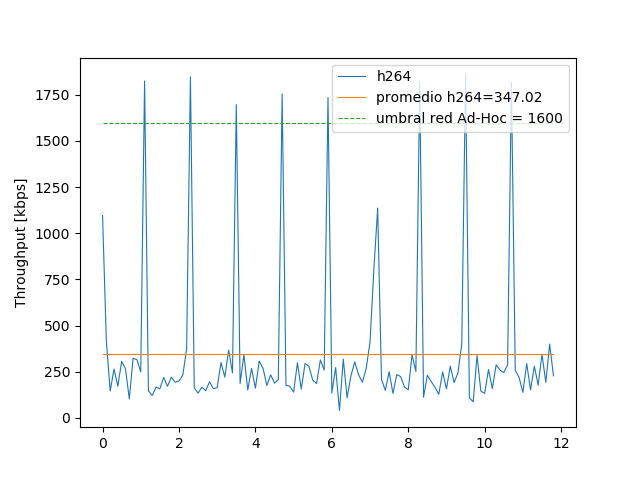 h264
promedio h264=347.02
umbral red Ad-Hoc = 1600
Throughput [kbps]
1750
1500
1250
1000
750
500
250
0
0 2 4 6 8 10 12